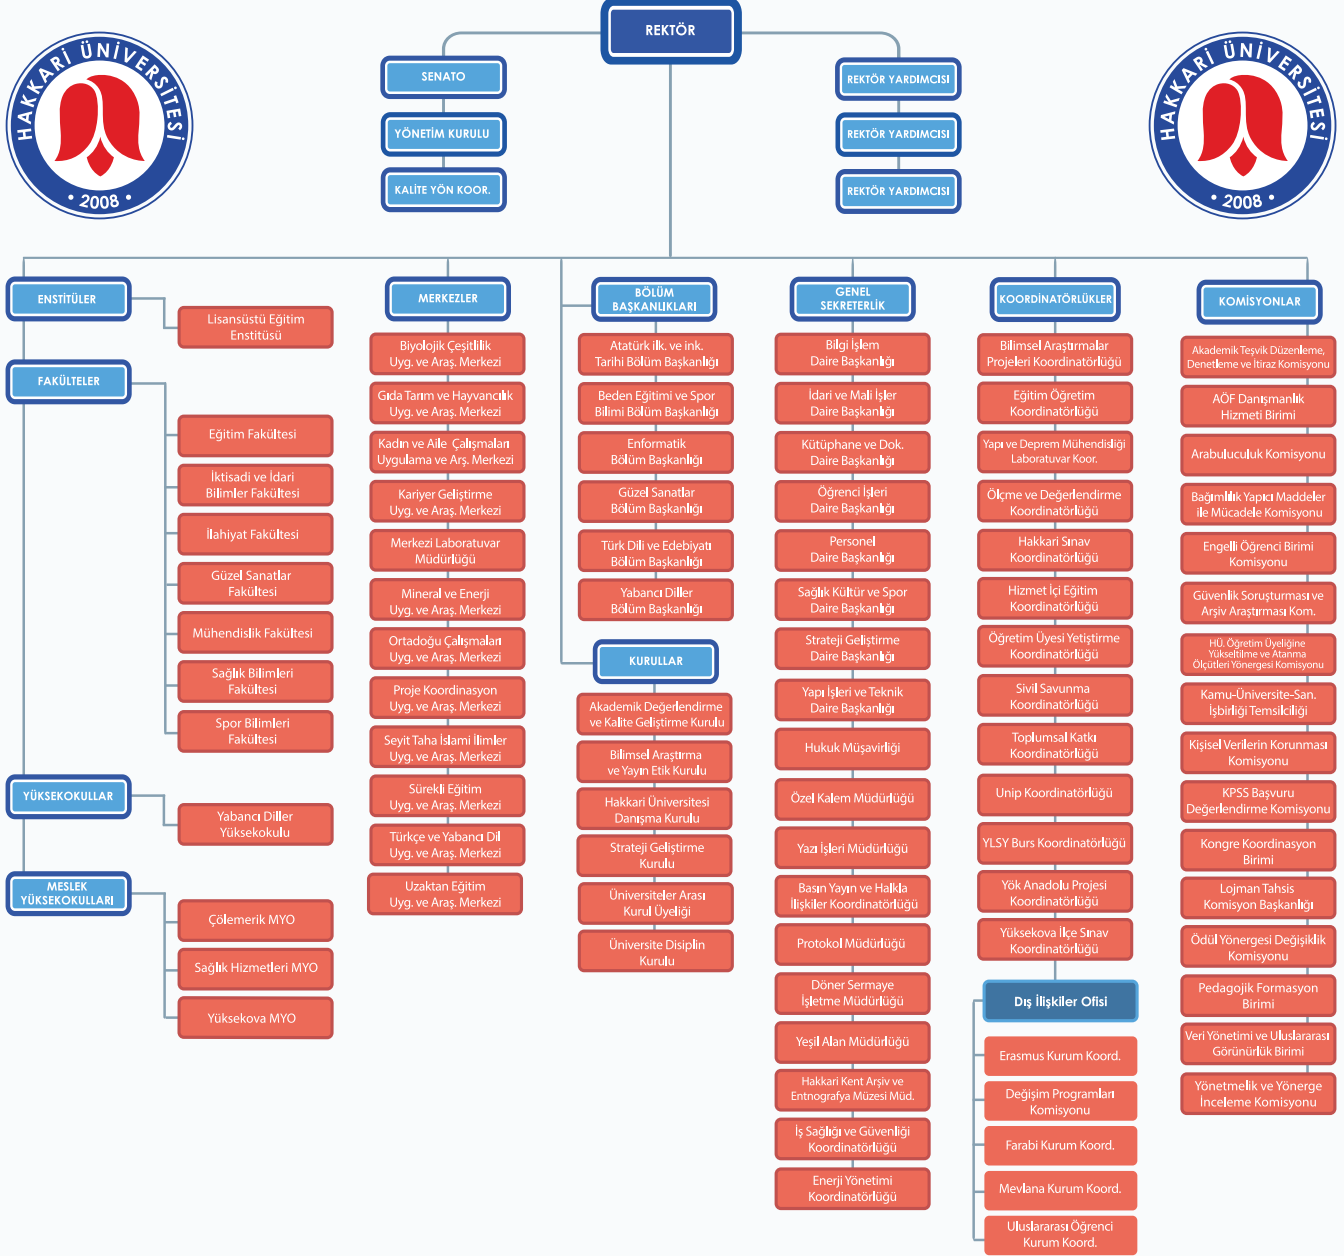 REKTÖR
HAKKARİ ÜNİVERSİTESİ
• 2008 •
SENATO
YÖNETİM KURULU
KALİTE YÖN KOOR.
REKTÖR YARDIMCISI
REKTÖR YARDIMCISI
REKTÖR YARDIMCISI
HAKKARİ ÜNİVERSİTESİ
• 2008 •
ENSTİTÜLER
Lisansüstü Eğitim
Enstitüsü
FAKÜLTELER
Eğitim Fakültesi
İktisadi ve İdari
Bilimler Fakültesi
İlahiyat Fakültesi
Güzel Sanatlar
Fakültesi
Mühendislik Fakültesi
Sağlık Bilimleri
Fakültesi
Spor Bilimleri
Fakültesi
YÜKSEKOKULLAR
Yabancı Diller
Yüksekokulu
MESLEK
YÜKSEKOKULLARI
Çölemerik MYO
Sağlık Hizmetleri MYO
Yüksekova MYO
MERKEZLER
Biyolojik Çeşitlilik
Uyg. ve Araş. Merkezi
Gıda Tarım ve Hayvancılık
Uyg. ve Araş. Merkezi
Kadın ve Aile Çalışmaları
Uygulama ve Arş. Merkezi
Kariyer Geliştirme
Uyg. ve Araş. Merkezi
Merkezi Laboratuvar
Müdürlüğü
Mineral ve Enerji
Uyg. ve Araş. Merkezi
Ortadoğu Çalışmaları
Uyg. ve Araş. Merkezi
Proje Koordinasyon
Uyg. ve Araş. Merkezi
Seyit Taha İslami İlimler
Uyg. ve Araş. Merkezi
Sürekli Eğitim
Uyg. ve Araş. Merkezi
Türkçe ve Yabancı Dil
Uyg. ve Araş. Merkezi
Uzaktan Eğitim
Uyg. ve Araş. Merkezi
BÖLÜM
BAŞKANLIKLARI
Atatürk ilk. ve ink.
Tarihi Bölüm Başkanlığı
Beden Eğitimi ve Spor
Bilimi Bölüm Başkanlığı
Enformatik
Bölüm Başkanlığı
Güzel Sanatlar
Bölüm Başkanlığı
Türk Dili ve Edebiyatı
Bölüm Başkanlığı
Yabancı Diller
Bölüm Başkanlığı
KURULLAR
Akademik Değerlendirme
ve Kalite Geliştirme Kurulu
Bilimsel Araştırma
ve Yayın Etik Kurulu
Hakkari Üniversitesi
Danışma Kurulu
Strateji Geliştirme
Kurulu
Üniversiteler Arası
Kurul Üyeliği
Üniversite Disiplin
Kurulu
GENEL
SEKRETERLİK
Bilgi İşlem
Daire Başkanlığı
İdari ve Mali İşler
Daire Başkanlığı
Kütüphane ve Dok.
Daire Başkanlığı
Öğrenci İşleri
Daire Başkanlığı
Personel
Daire Başkanlığı
Sağlık Kültür ve Spor
Daire Başkanlığı
Strateji Geliştirme
Daire Başkanlığı
Yapı İşleri ve Teknik
Daire Başkanlığı
Hukuk Müşavirliği
Özel Kalem Müdürlüğü
Yazı İşleri Müdürlüğü
Basın Yayın ve Halkla
İlişkiler Koordinatörlüğü
Protokol Müdürlüğü
Döner Sermaye
İşletme Müdürlüğü
Yeşil Alan Müdürlüğü
Hakkari Kent Arşiv ve
Entnografya Müzesi Müd.
İş Sağlığı ve Güvenliği
Koordinatörlüğü
Enerji Yönetimi
Koordinatörlüğü
KOORDİNATÖRLÜKLER
Bilimsel Araştırmalar
Projeleri Koordinatörlüğü
Eğitim Öğretim
Koordinatörlüğü
Yapı ve Deprem Mühendisliği
Laboratuvar Koor.
Ölçme ve Değerlendirme
Koordinatörlüğü
Hakkari Sınav
Koordinatörlüğü
Hizmet İçi Eğitim
Koordinatörlüğü
Öğretim Üyesi Yetiştirme
Koordinatörlüğü
Sivil Savunma
Koordinatörlüğü
Toplumsal Katkı
Koordinatörlüğü
Unip Koordinatörlüğü
YLSY Burs Koordinatörlüğü
Yök Anadolu Projesi
Koordinatörlüğü
Yüksekova İlçe Sınav
Koordinatörlüğü
Dış İlişkiler Ofisi
Erasmus Kurum Koord.
Değişim Programları
Komisyonu
Farabi Kurum Koord.
Mevlana Kurum Koord.
Uluslararası Öğrenci
Kurum Koord.
KOMİSYONLAR
Akademik Teşvik Düzenleme,
Denetleme ve İtiraz Komisyonu
AÖF Danışmanlık
Hizmeti Birimi
Arabuluculuk Komisyonu
Bağımlılık Yapıcı Maddeler
ile Mücadele Komisyonu
Engelli Öğrenci Birimi
Komisyonu
Güvenlik Soruşturması ve
Arşiv Araştırması Kom.
HÜ. Öğretim Üyeliğine
Yükseltilme ve Atanma
Ölçütleri Yönergesi Komisyonu
Kamu-Üniversite-San.
İşbirliği Temsilciliği
Kişisel Verilerin Korunması
Komisyonu
KPSS Başvuru
Değerlendirme Komisyonu
Kongre Koordinasyon
Birimi
Lojman Tahsis
Komisyon Başkanlığı
Ödül Yönergesi Değişiklik
Komisyonu
Pedagojik Formasyon
Birimi
Veri Yönetimi ve Uluslararası
Görünürlük Birimi
Yönetmelik ve Yönerge
İnceleme Komisyonu